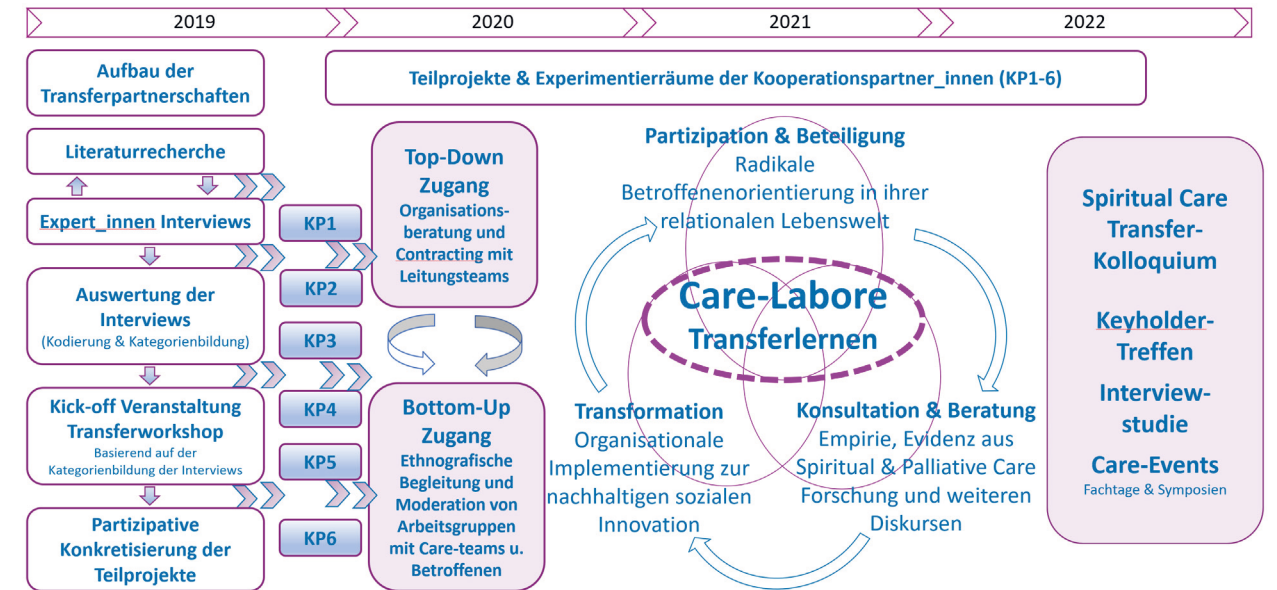 2019
2020
2021
2022
Aufbau der
Transferpartnerschaften
Teilprojekte & Experimentierräume der Kooperationspartner_innen (KP1-6)
Literaturrecherche
Expert_innen Interviews
Auswertung der
Interviews
(Kodierung & Kategorienbildung)
Kick-off Veranstaltung
Transferworkshop
Basierend auf der
Kategorienbildung der Interviews
Partizipative
Konkretisierung der
Teilprojekte
KP1
KP2
KP3
KP4
KP5
KP6
Top-Down
Zugang
Organisations-
beratung und
Contracting mit
Leitungsteams
Bottom-Up
Zugang
Ethnografische
Begleitung und
Moderation von
Arbeitsgruppen
mit Care-teams u.
Betroffenen
Partizipation & Beteiligung
Radikale
Betroffenenorientierung in ihrer
relationalen Lebenswelt
Care-Labore
Transferlernen
Transformation
Organisationale
Implementierung zur
nachhaltigen sozialen
Innovation
Konsultation & Beratung
Empirie, Evidenz aus
Spiritual & Palliative Care
Forschung und weiteren
Diskursen
Spiritual Care
Transfer-
Kolloquium
Keyholder-
Treffen
Interview-
studie
Care-Events
Fachtage & Symposien